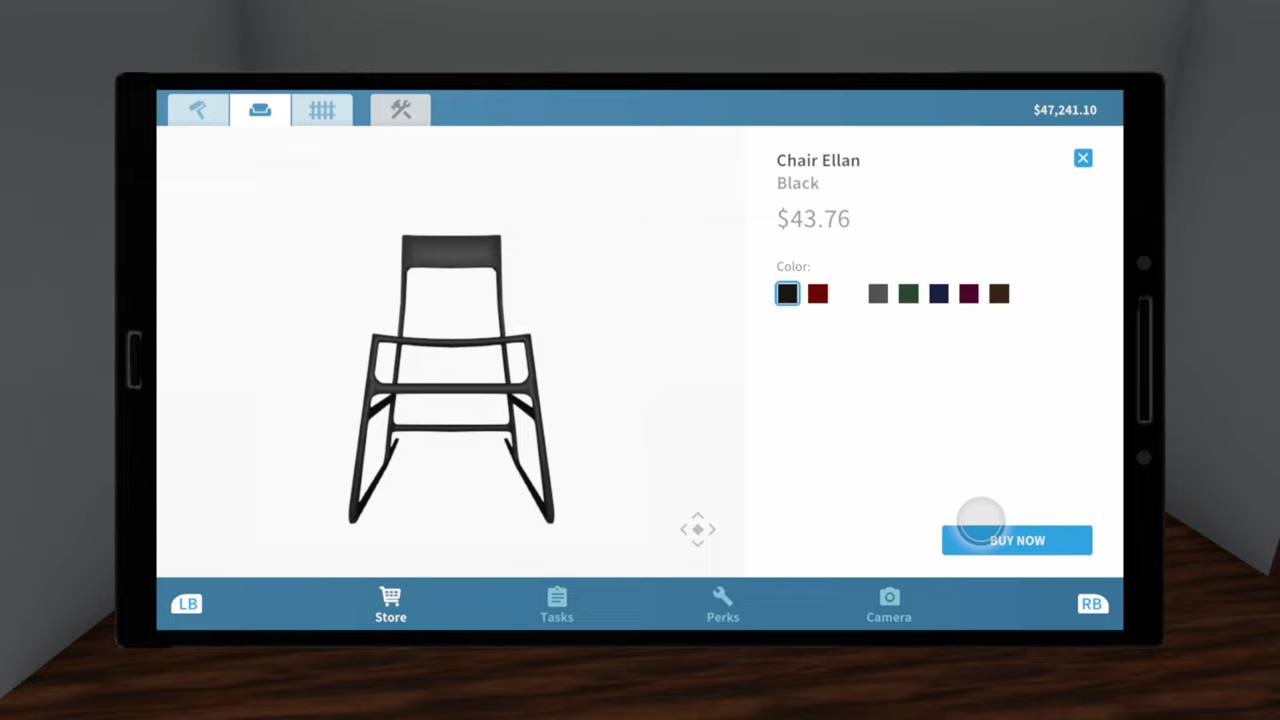 $47,241.10
Chair Ellan
Black
$43.76
Color:
BUY NOW
LB
Store
Tasks
Perks
Camera
RB